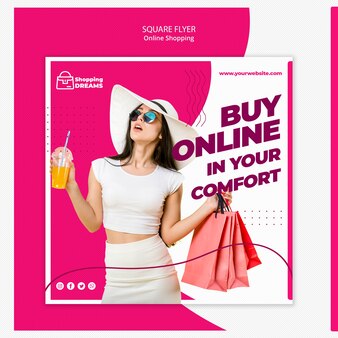 SQUARE FLYER
Online Shopping
Shopping
DREAMS
www.yourwebsite.com
BUY
ONLINE
IN YOUR
COMFORT